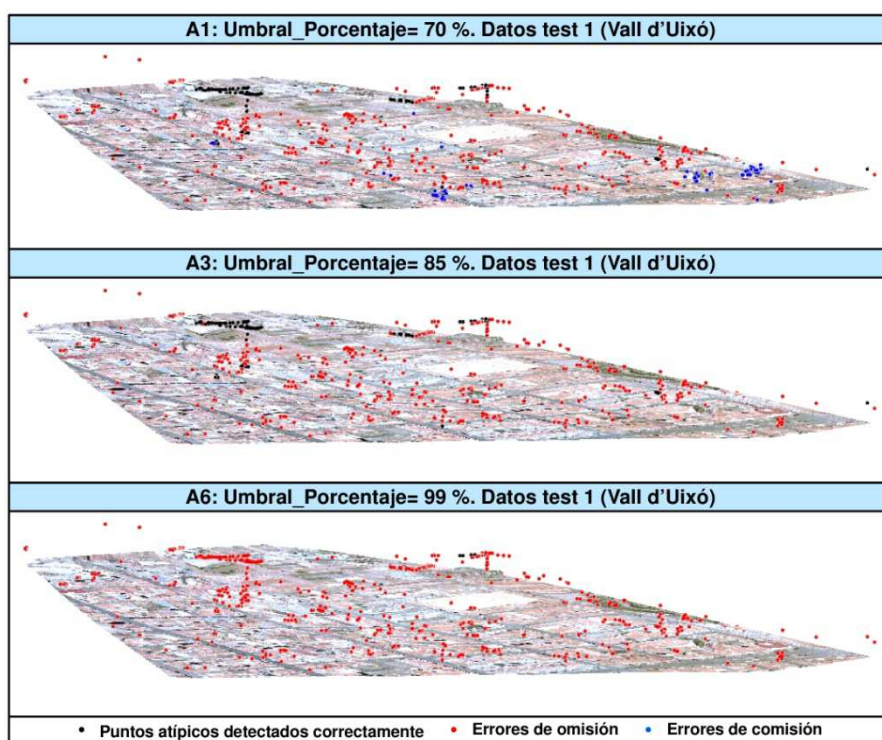 A1: Umbral_Porcentaje= 70 %. Datos test 1 (Vall d'Uixó)
A3: Umbral_Porcentaje= 85 %. Datos test 1 (Vall d'Uixó)
A6: Umbral_Porcentaje= 99 %. Datos test 1 (Vall d'Uixó)
Puntos atípicos detectados correctamente Errores de omisión Errores de comisión